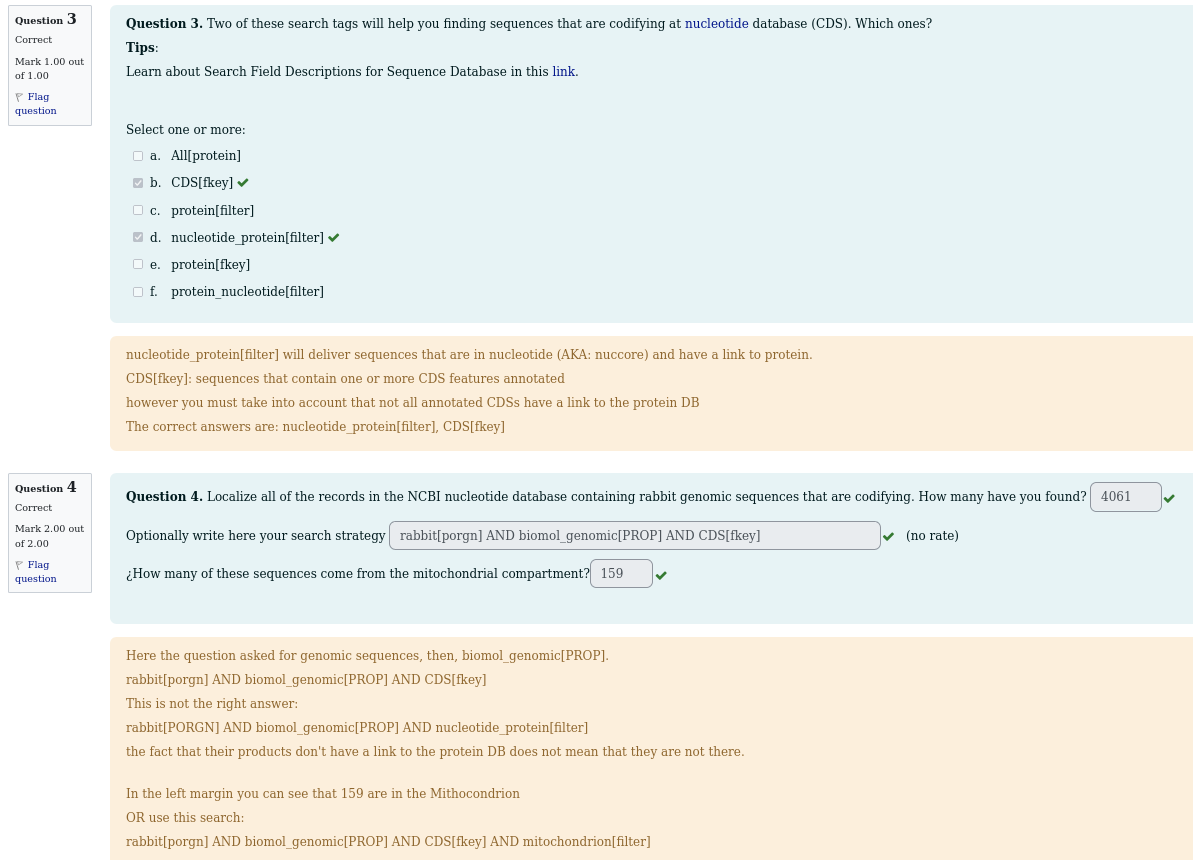 Question 3
Correct
Mark 1.00 out
of 1.00
Flag
question
Question 3. Two of these search tags will help you finding sequences that are codifying at nucleotide database (CDS). Which ones?
Tips:
Learn about Search Field Descriptions for Sequence Database in this link.
Select one or more:
a. All[protein]
b. CDS[fkey]
c. protein[filter]
d. nucleotide_protein[filter]
e. protein[fkey]
f. protein_nucleotide[filter]
nucleotide_protein[filter] will deliver sequences that are in nucleotide (AKA: nuccore) and have a link to protein.
CDS[fkey]: sequences that contain one or more CDS features annotated
however you must take into account that not all annotated CDSs have a link to the protein DB
The correct answers are: nucleotide_protein[filter], CDS[fkey]
Question 4
Correct
Mark 2.00 out
of 2.00
Flag
question
Question 4. Localize all of the records in the NCBI nucleotide database containing rabbit genomic sequences that are codifying. How many have you found? 4061
Optionally write here your search strategy rabbit[porgn] AND biomol_genomic[PROP] AND CDS[fkey] (no rate)
¿How many of these sequences come from the mitochondrial compartment? 159
Here the question asked for genomic sequences, then, biomol_genomic[PROP].
rabbit[porgn] AND biomol_genomic[PROP] AND CDS[fkey]
This is not the right answer:
rabbit[PORGN] AND biomol_genomic[PROP] AND nucleotide_protein[filter]
the fact that their products don't have a link to the protein DB does not mean that they are not there.
In the left margin you can see that 159 are in the Mithocondrion
OR use this search:
rabbit[porgn] AND biomol_genomic[PROP] AND CDS[fkey] AND mitochondrion[filter]